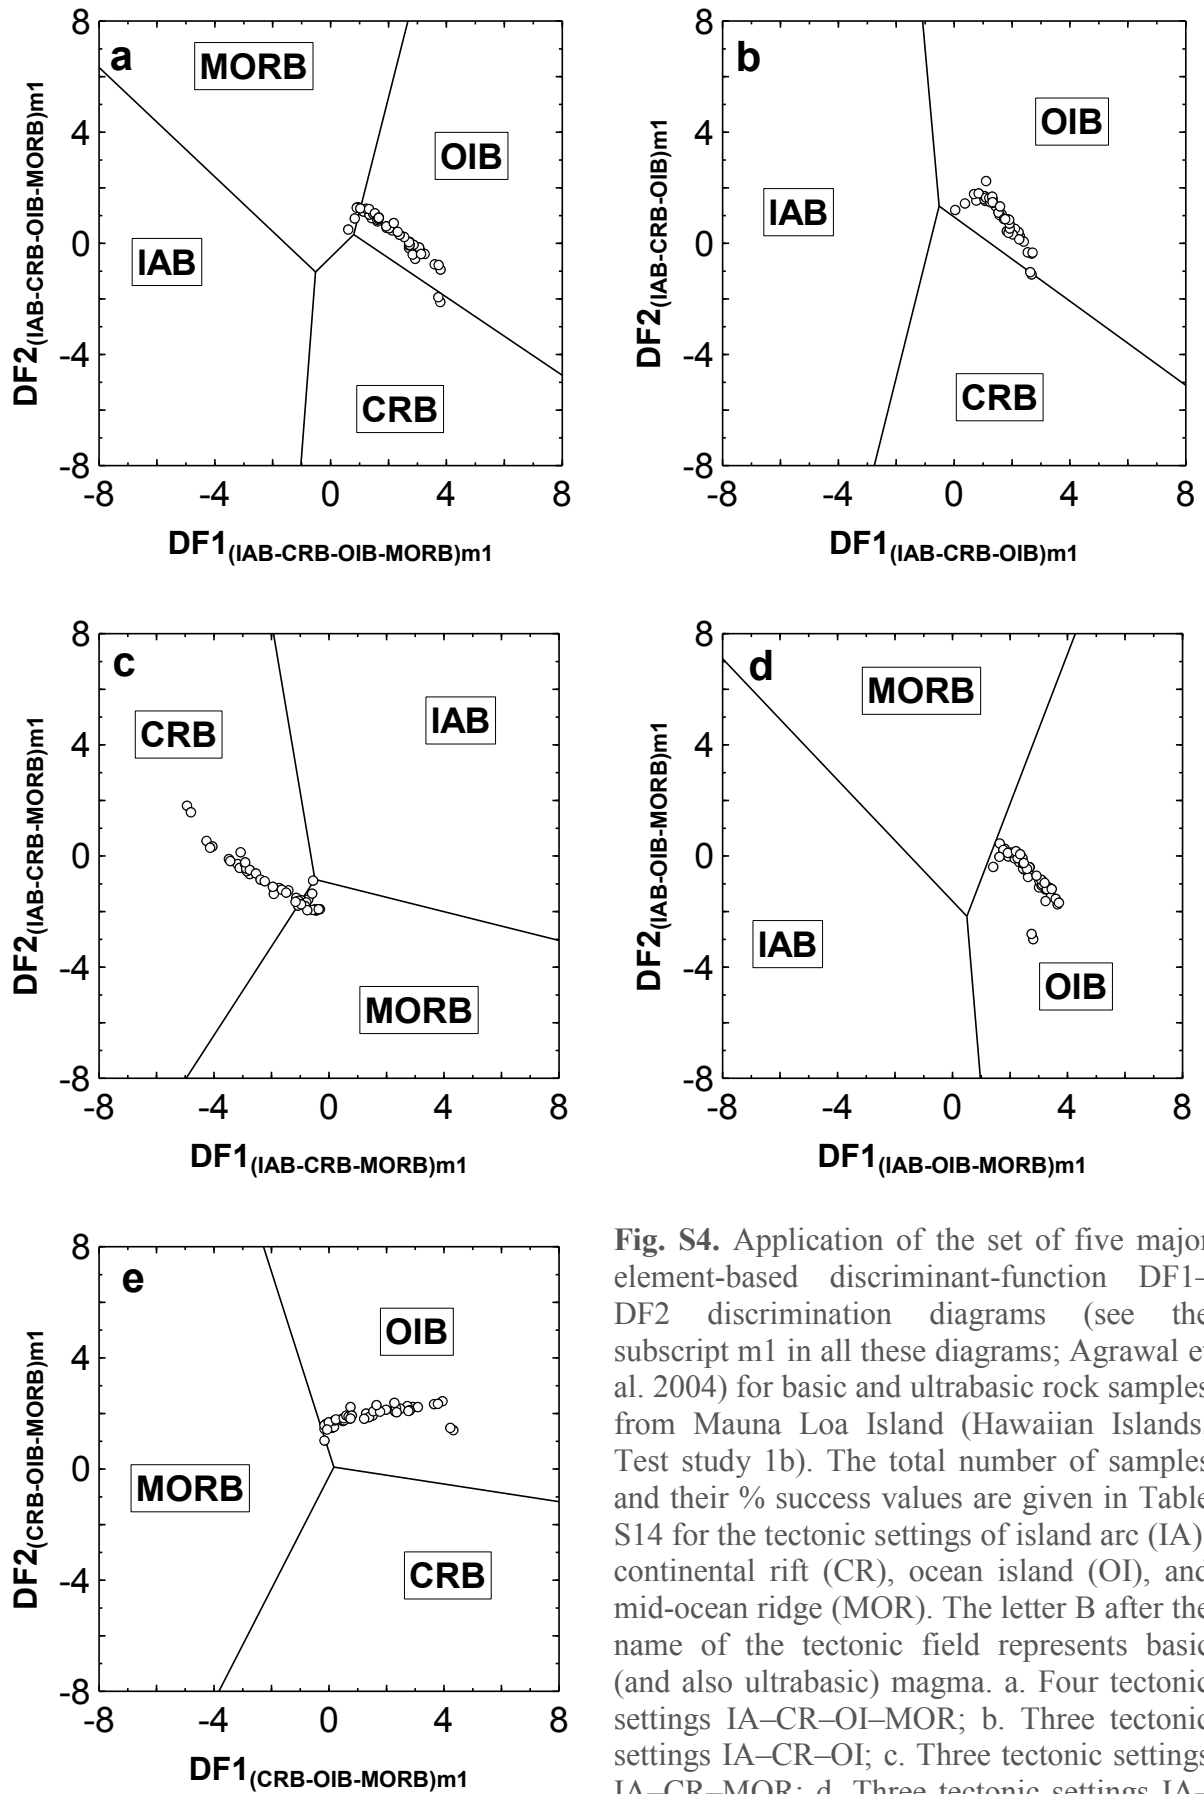 a
MORB
OIB
IAB
CRB
8
4
0
-4
-8
-8 -4 0 4 8
DF2(IAB-CRB-OIB-MORB)m1
DF1(IAB-CRB-OIB-MORB)m1
b
OIB
IAB
CRB
8
4
0
-4
-8
-8 -4 0 4 8
DF2(IAB-CRB-OIB)m1
DF1(IAB-CRB-OIB)m1
c
IAB
CRB
MORB
8
4
0
-4
-8
-8 -4 0 4 8
DF2(IAB-CRB-MORB)m1
DF1(IAB-CRB-MORB)m1
d
MORB
IAB
OIB
8
4
0
-4
-8
-8 -4 0 4 8
DF2(IAB-OIB-MORB)m1
DF1(IAB-OIB-MORB)m1
e
OIB
MORB
CRB
8
4
0
-4
-8
-8 -4 0 4 8
DF2(CRB-OIB-MORB)m1
DF1(CRB-OIB-MORB)m1
Fig. S4. Application of the set of five major
element-based discriminant-function DF1–
DF2 discrimination diagrams (see the
subscript m1 in all these diagrams; Agrawal et
al. 2004) for basic and ultrabasic rock samples
from Mauna Loa Island (Hawaiian Islands
Test study 1b). The total number of samples
and their % success values are given in Table
S14 for the tectonic settings of island arc (IA)
continental rift (CR), ocean island (OI), and
mid-ocean ridge (MOR). The letter B after the
name of the tectonic field represents basic
(and also ultrabasic) magma. a. Four tectonic
settings IA–CR–OI–MOR; b. Three tectonic
settings IA–CR–OI; c. Three tectonic settings
IA–CR–MOR; d. Three tectonic settings IA–